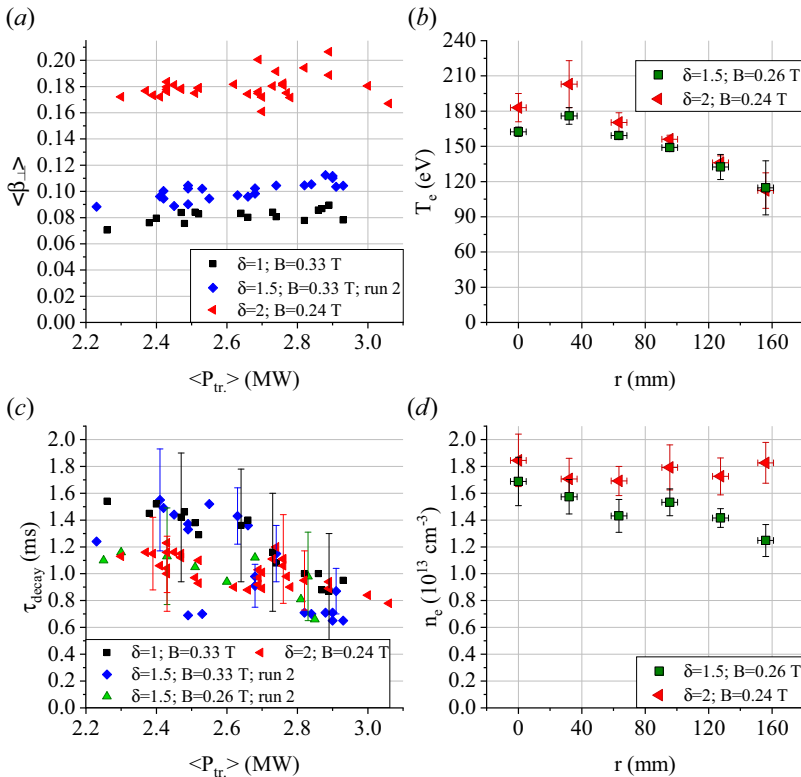 (a)
0.20
0.18
0.16
0.14
0.12
0.10
0.08
0.06
0.04
0.02
0.00
<β⊥>
δ=1; B=0.33 T
δ=1.5; B=0.33 T; run 2
δ=2; B=0.24 T
2.2 2.4 2.6 2.8 3.0
<Ptr.> (MW)
(b)
240
210
180
150
120
90
60
30
0
Te (eV)
δ=1.5; B=0.26 T
δ=2; B=0.24 T
0 40 80 120 160
r (mm)
(c)
2.0
1.8
1.6
1.4
1.2
1.0
0.8
0.6
0.4
0.2
0.0
τdecay (ms)
δ=1; B=0.33 T δ=2; B=0.24 T
δ=1.5; B=0.33 T; run 2
δ=1.5; B=0.26 T; run 2
2.2 2.4 2.6 2.8 3.0
<Ptr.> (MW)
(d)
2.0
1.8
1.6
1.4
1.2
1.0
0.8
0.6
0.4
0.2
0.0
ne (10¹³ cm⁻³)
δ=1.5; B=0.26 T
δ=2; B=0.24 T
0 40 80 120 160
r (mm)